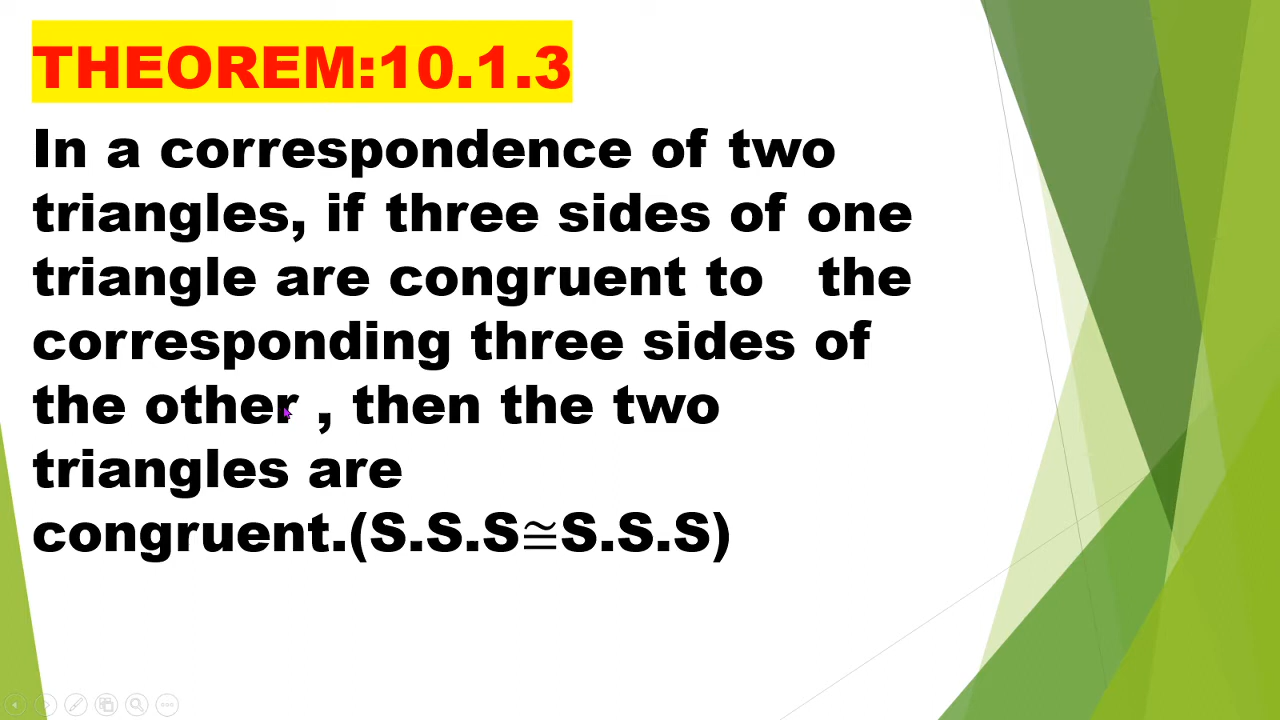 THEOREM:10.1.3
In a correspondence of two
triangles, if three sides of one
triangle are congruent to the
corresponding three sides of
the other , then the two
triangles are
congruent.(S.S.S≅S.S.S)